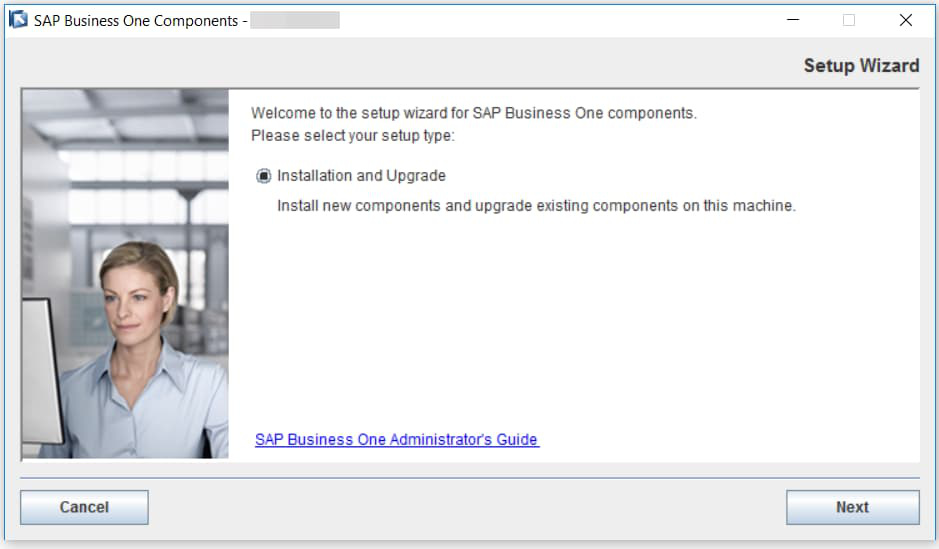 SAP Business One Components -
Setup Wizard
Welcome to the setup wizard for SAP Business One components.
Please select your setup type:
Installation and Upgrade
Install new components and upgrade existing components on this machine.
SAP Business One Administrator's Guide
Cancel
Next